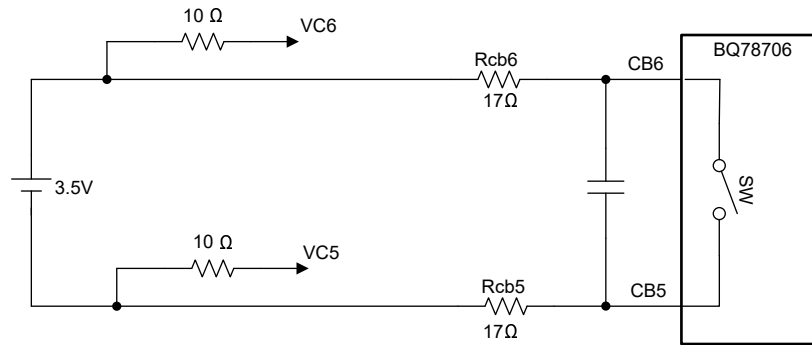 10 Ω
VC6
BQ78706
Rcb6
CB6
17Ω
3.5V
SW
10 Ω
VC5
Rcb5
CB5
17Ω